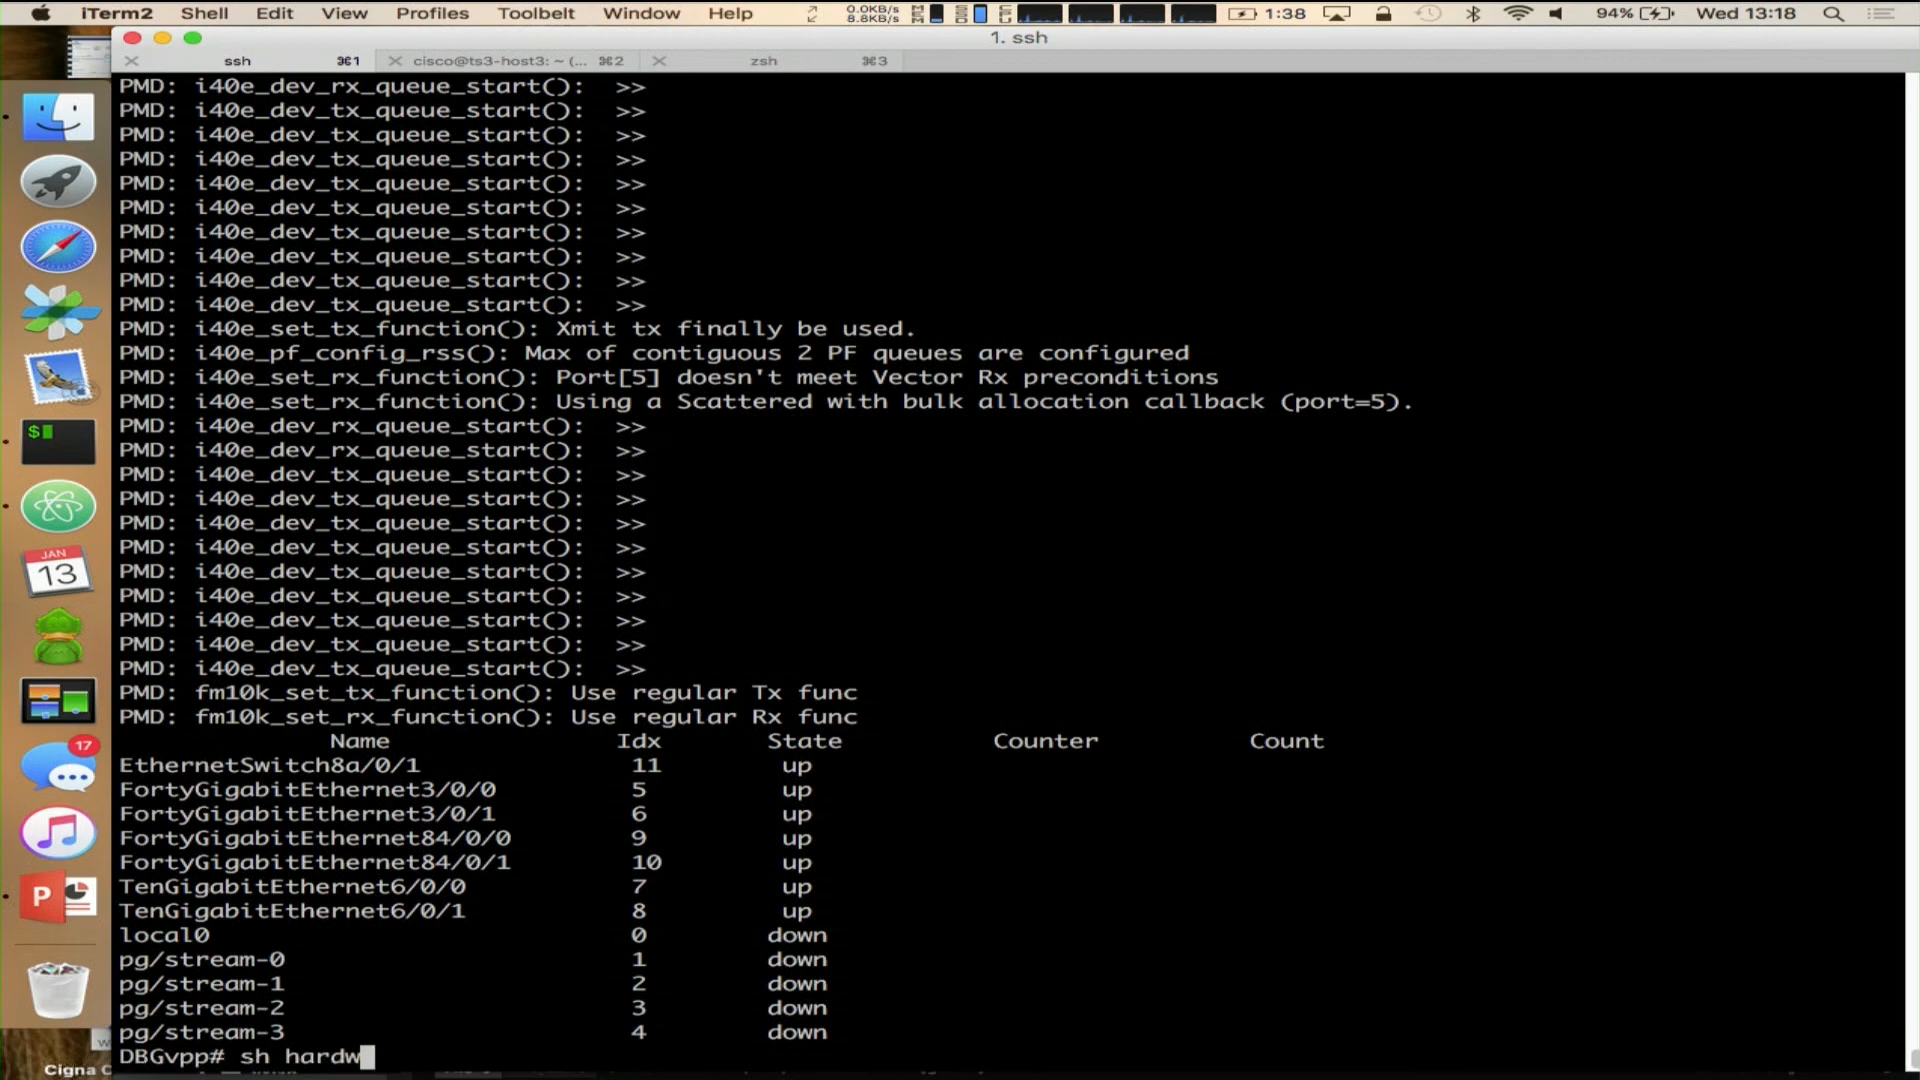 iTerm2 Shell Edit View Profiles Toolbelt Window Help 0.0KB/s 8.8KB/s 1:38 94% Wed 13:18
1. ssh
ssh ⌘1 cisco@ts3-host3: ~ (... ⌘2 zsh ⌘3
PMD: i40e_dev_rx_queue_start():  >>
PMD: i40e_dev_tx_queue_start():  >>
PMD: i40e_dev_tx_queue_start():  >>
PMD: i40e_dev_tx_queue_start():  >>
PMD: i40e_dev_tx_queue_start():  >>
PMD: i40e_dev_tx_queue_start():  >>
PMD: i40e_dev_tx_queue_start():  >>
PMD: i40e_dev_tx_queue_start():  >>
PMD: i40e_dev_tx_queue_start():  >>
PMD: i40e_dev_tx_queue_start():  >>
PMD: i40e_set_tx_function(): Xmit tx finally be used.
PMD: i40e_pf_config_rss(): Max of contiguous 2 PF queues are configured
PMD: i40e_set_rx_function(): Port[5] doesn't meet Vector Rx preconditions
PMD: i40e_set_rx_function(): Using a Scattered with bulk allocation callback (port=5).
PMD: i40e_dev_rx_queue_start():  >>
PMD: i40e_dev_rx_queue_start():  >>
PMD: i40e_dev_tx_queue_start():  >>
PMD: i40e_dev_tx_queue_start():  >>
PMD: i40e_dev_tx_queue_start():  >>
PMD: i40e_dev_tx_queue_start():  >>
PMD: i40e_dev_tx_queue_start():  >>
PMD: i40e_dev_tx_queue_start():  >>
PMD: i40e_dev_tx_queue_start():  >>
PMD: i40e_dev_tx_queue_start():  >>
PMD: i40e_dev_tx_queue_start():  >>
PMD: fm10k_set_tx_function(): Use regular Tx func
PMD: fm10k_set_rx_function(): Use regular Rx func
Name Idx State Counter Count
EthernetSwitch8a/0/1 11 up
FortyGigabitEthernet3/0/0 5 up
FortyGigabitEthernet3/0/1 6 up
FortyGigabitEthernet84/0/0 9 up
FortyGigabitEthernet84/0/1 10 up
TenGigabitEthernet6/0/0 7 up
TenGigabitEthernet6/0/1 8 up
local0 0 down
pg/stream-0 1 down
pg/stream-1 2 down
pg/stream-2 3 down
pg/stream-3 4 down
DBGvpp# sh hardw
JAN
13
17
Cigna